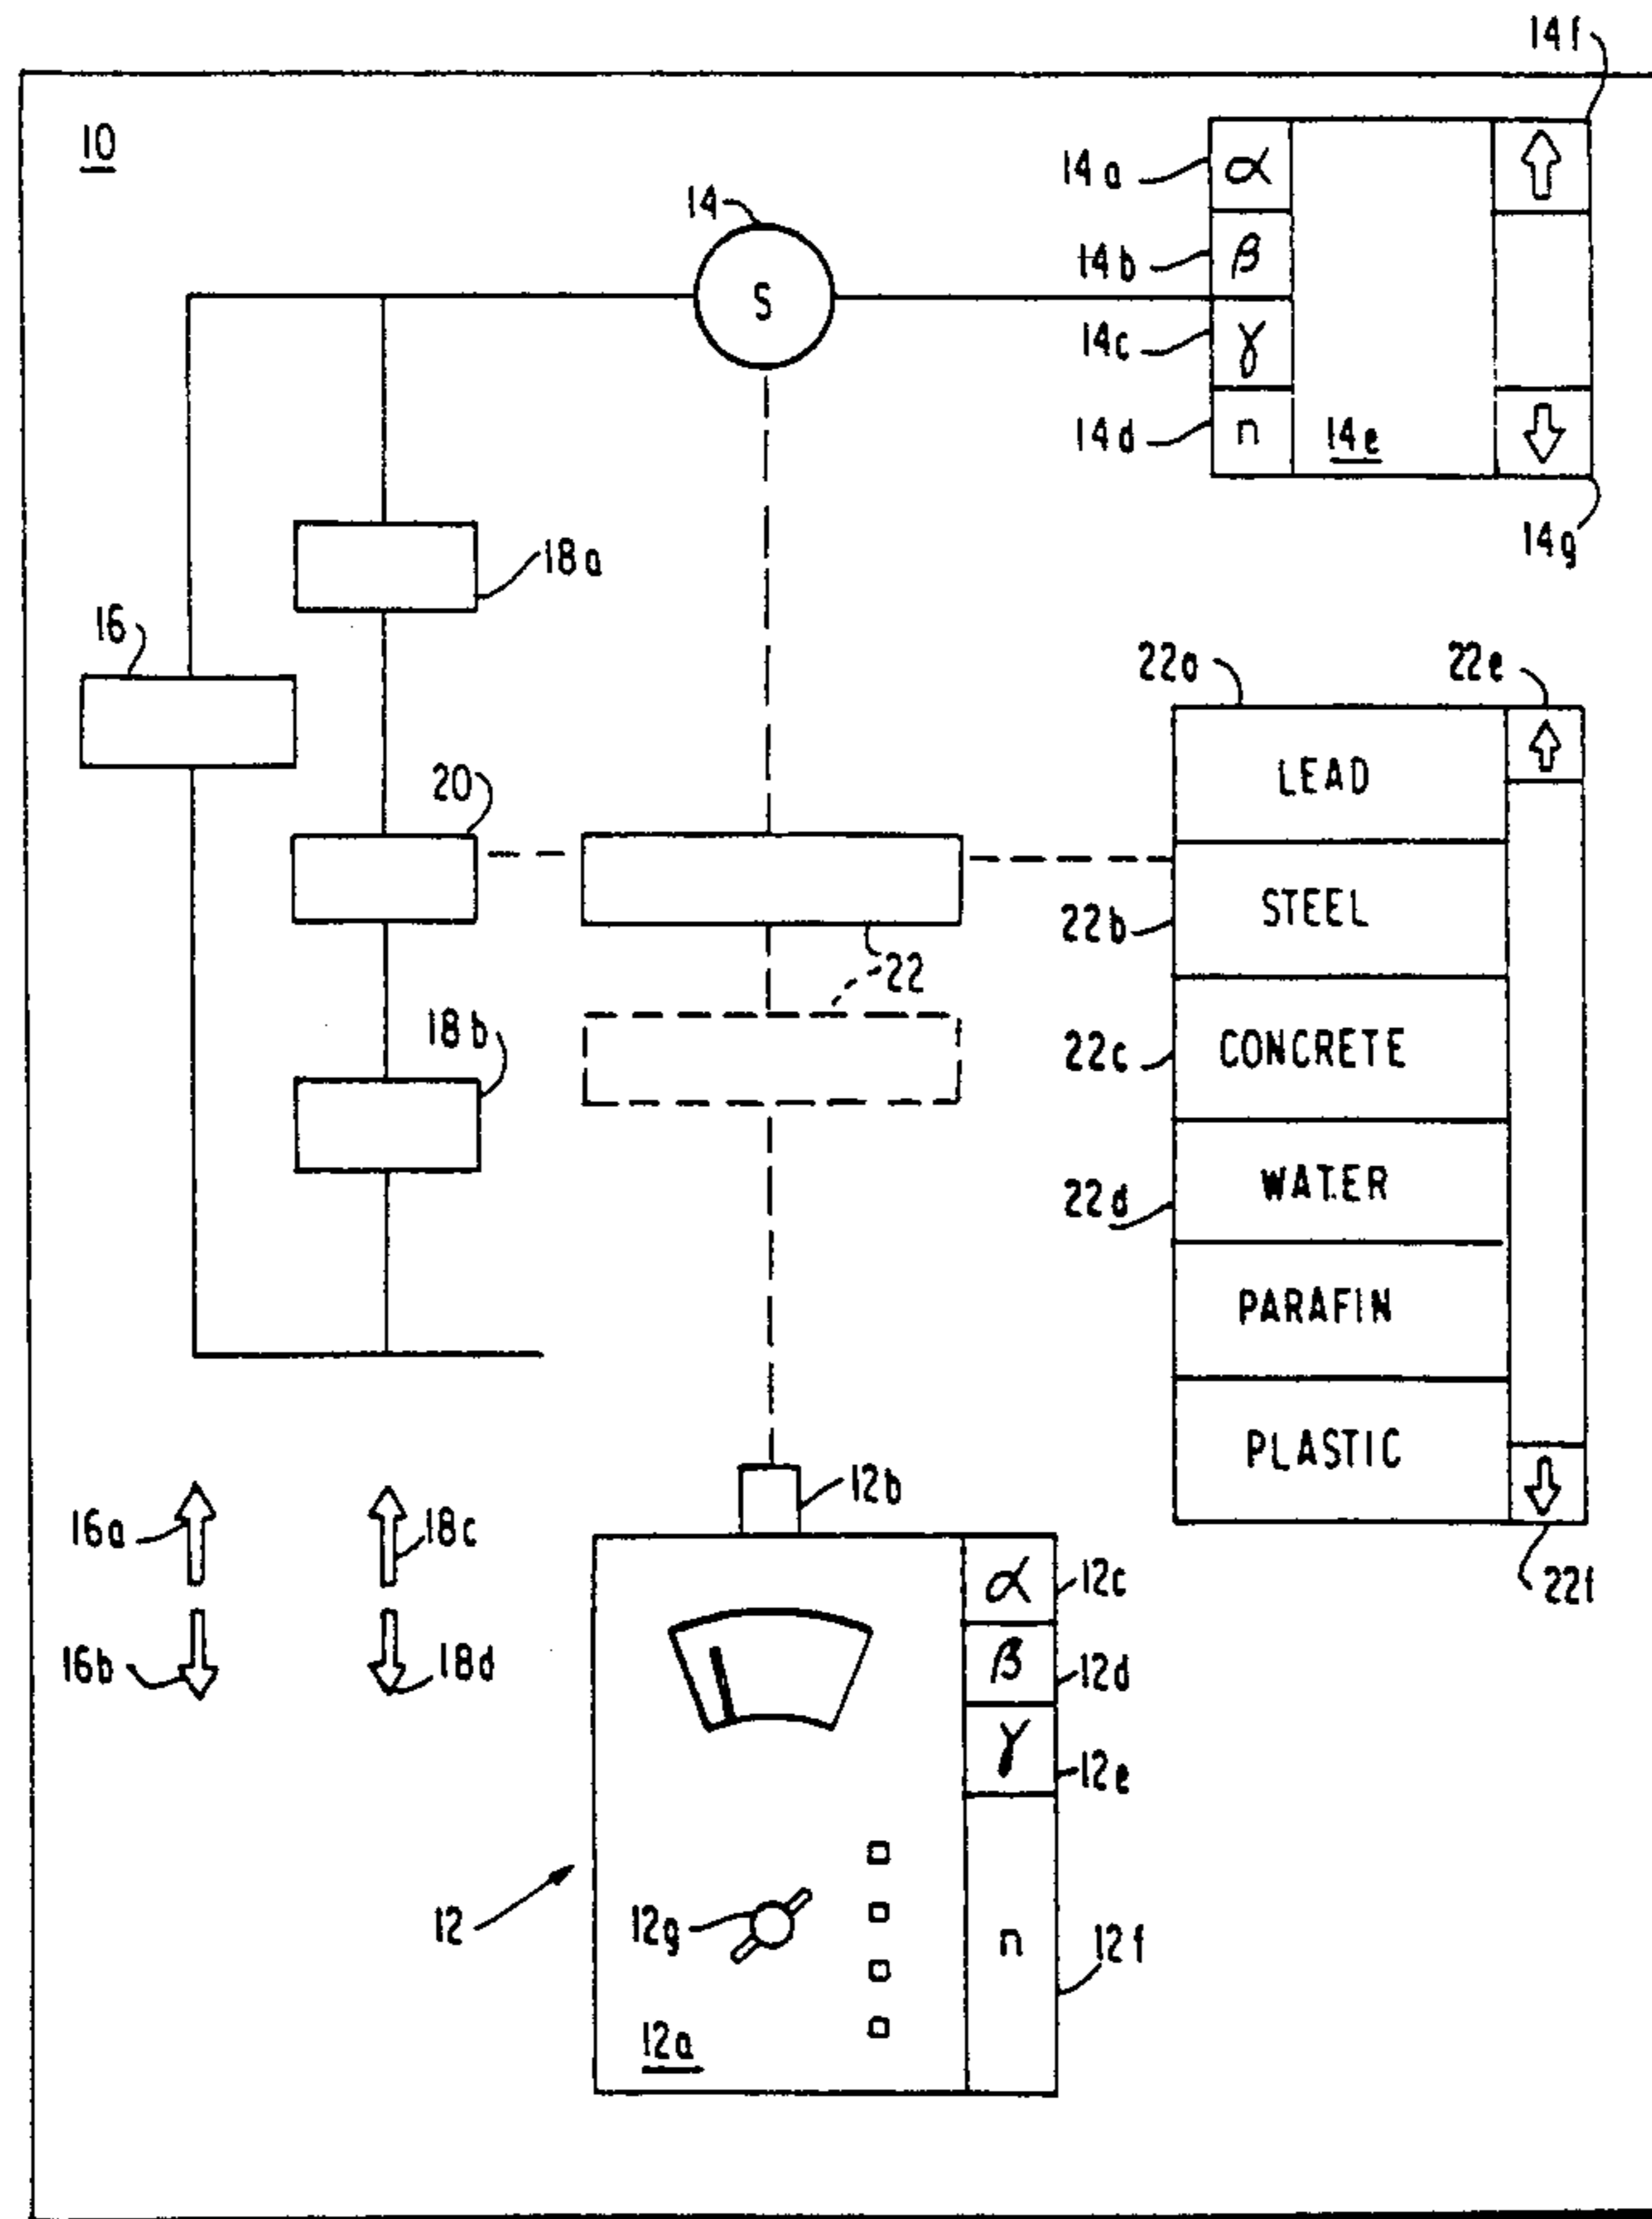 14f
10
14a
α
14
14b
β
S
14c
γ
14d
n
14e
14g
18a
16
22a
22e
LEAD
20
22b
STEEL
22
18b
22c
CONCRETE
22d
WATER
PARAFIN
PLASTIC
12b
16a
18c
α
12c
22f
16b
18d
β
12d
γ
12e
12
12g
n
12f
12a